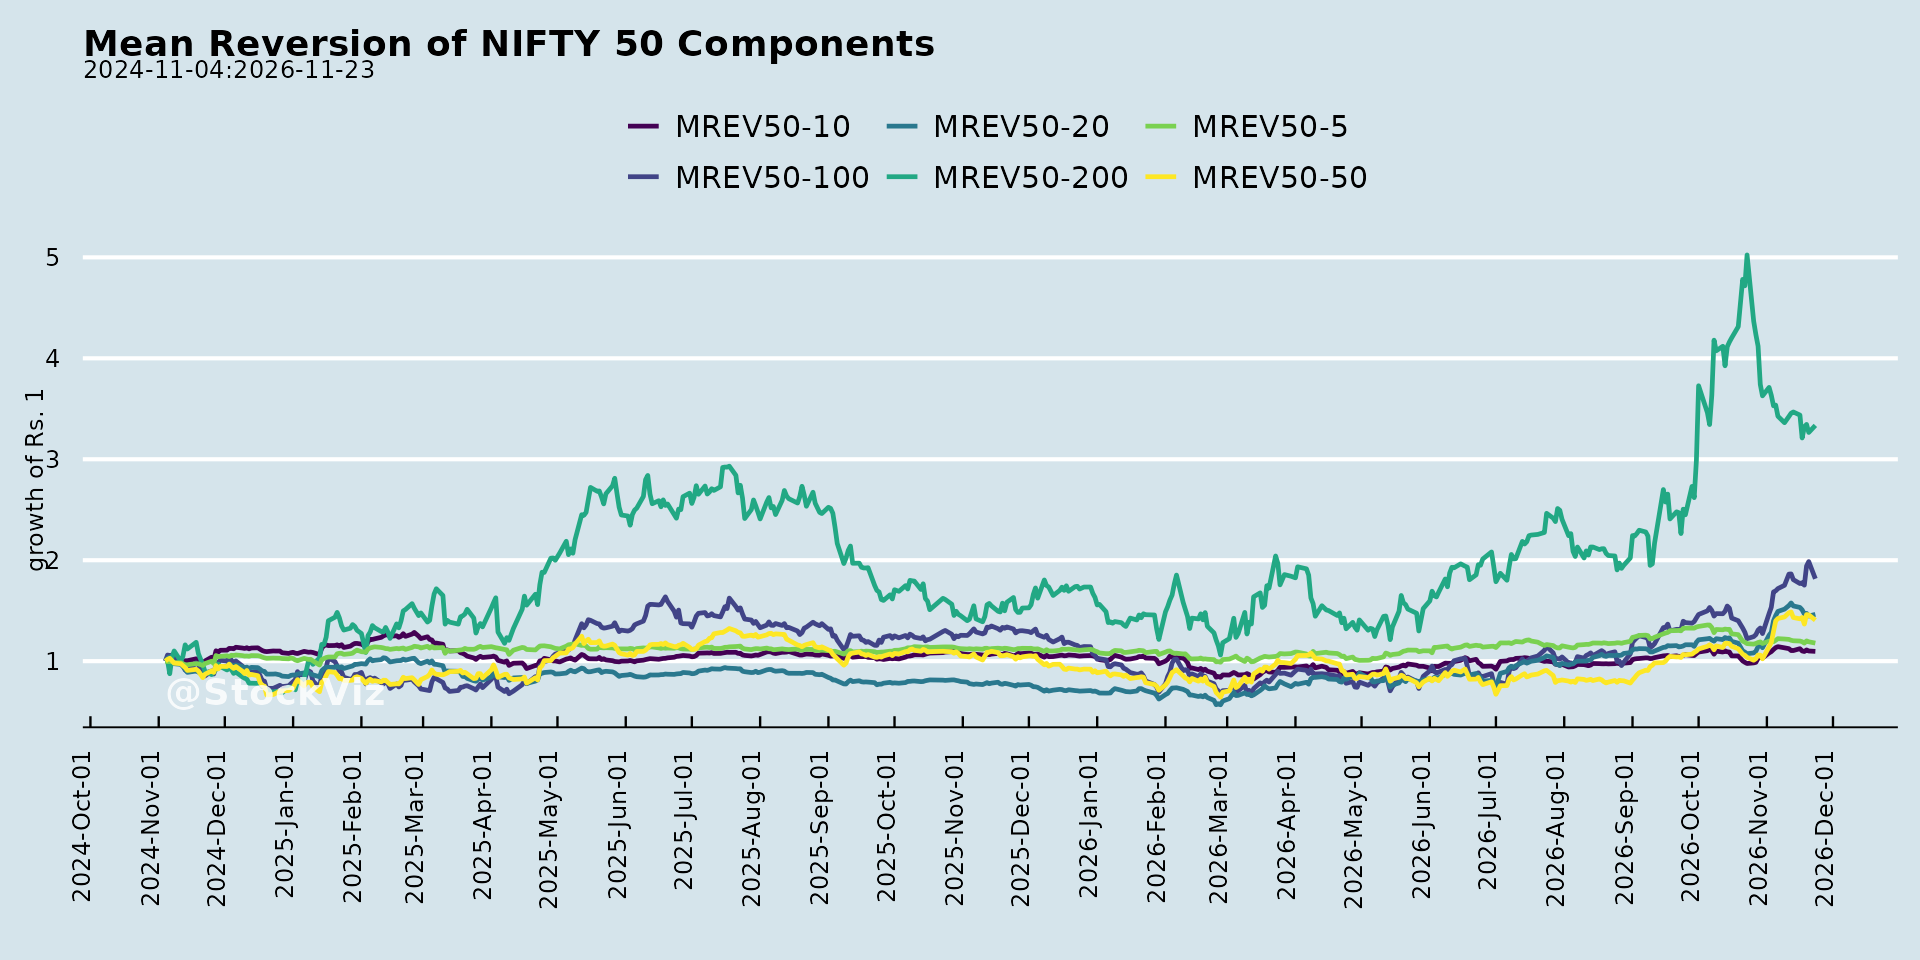 Mean Reversion of NIFTY 50 Components
2024-11-04:2026-11-23
MREV50-10 MREV50-20 MREV50-5
MREV50-100 MREV50-200 MREV50-50
growth of Rs. 1
5
4
3
2
1
@StockViz
2024-Oct-01
2024-Nov-01
2024-Dec-01
2025-Jan-01
2025-Feb-01
2025-Mar-01
2025-Apr-01
2025-May-01
2025-Jun-01
2025-Jul-01
2025-Aug-01
2025-Sep-01
2025-Oct-01
2025-Nov-01
2025-Dec-01
2026-Jan-01
2026-Feb-01
2026-Mar-01
2026-Apr-01
2026-May-01
2026-Jun-01
2026-Jul-01
2026-Aug-01
2026-Sep-01
2026-Oct-01
2026-Nov-01
2026-Dec-01